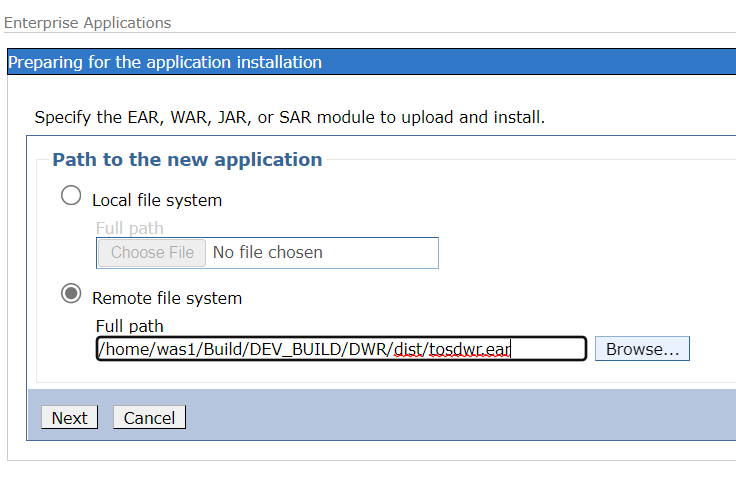 Enterprise Applications
Preparing for the application installation
Specify the EAR, WAR, JAR, or SAR module to upload and install.
Path to the new application
Local file system
Full path
Choose File No file chosen
Remote file system
Full path
/home/was1/Build/DEV_BUILD/DWR/dist/tosdwr.ear Browse...
Next Cancel